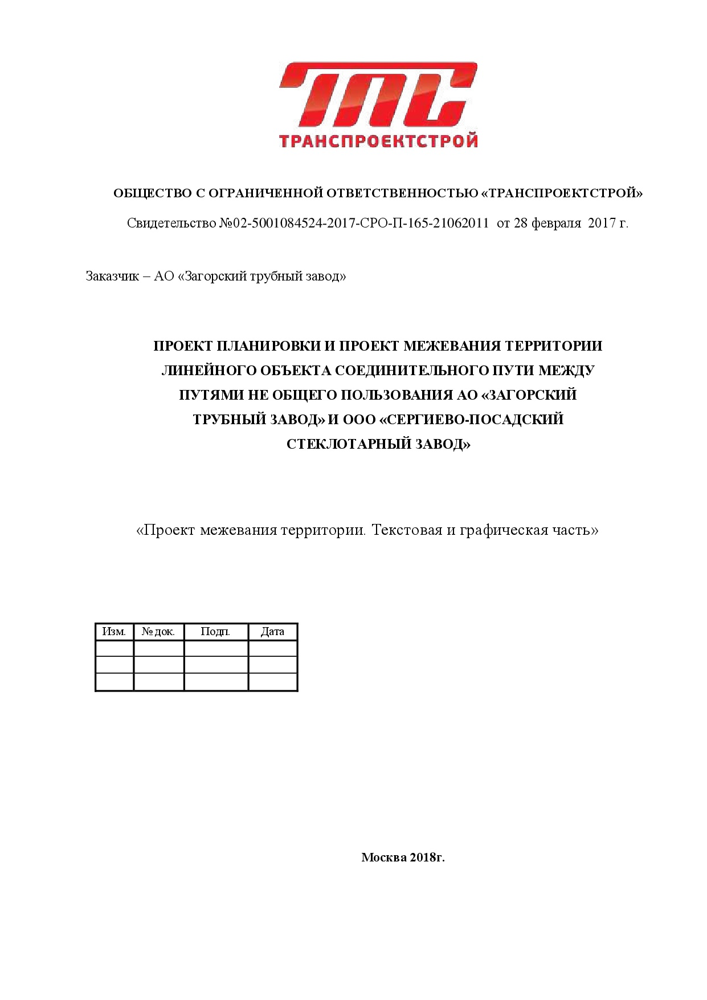 ТПС
ТРАНСПРОЕКТСТРОЙ
ОБЩЕСТВО С ОГРАНИЧЕННОЙ ОТВЕТСТВЕННОСТЬЮ «ТРАНСПРОЕКТСТРОЙ»
Свидетельство №02-5001084524-2017-СРО-П-165-21062011 от 28 февраля 2017 г.
Заказчик – АО «Загорский трубный завод»
ПРОЕКТ ПЛАНИРОВКИ И ПРОЕКТ МЕЖЕВАНИЯ ТЕРРИТОРИИ
ЛИНЕЙНОГО ОБЪЕКТА СОЕДИНИТЕЛЬНОГО ПУТИ МЕЖДУ
ПУТЯМИ НЕ ОБЩЕГО ПОЛЬЗОВАНИЯ АО «ЗАГОРСКИЙ
ТРУБНЫЙ ЗАВОД» И ООО «СЕРГИЕВО-ПОСАДСКИЙ
СТЕКЛОТАРНЫЙ ЗАВОД»
«Проект межевания территории. Текстовая и графическая часть»
Изм. № док. Подп. Дата
Москва 2018г.